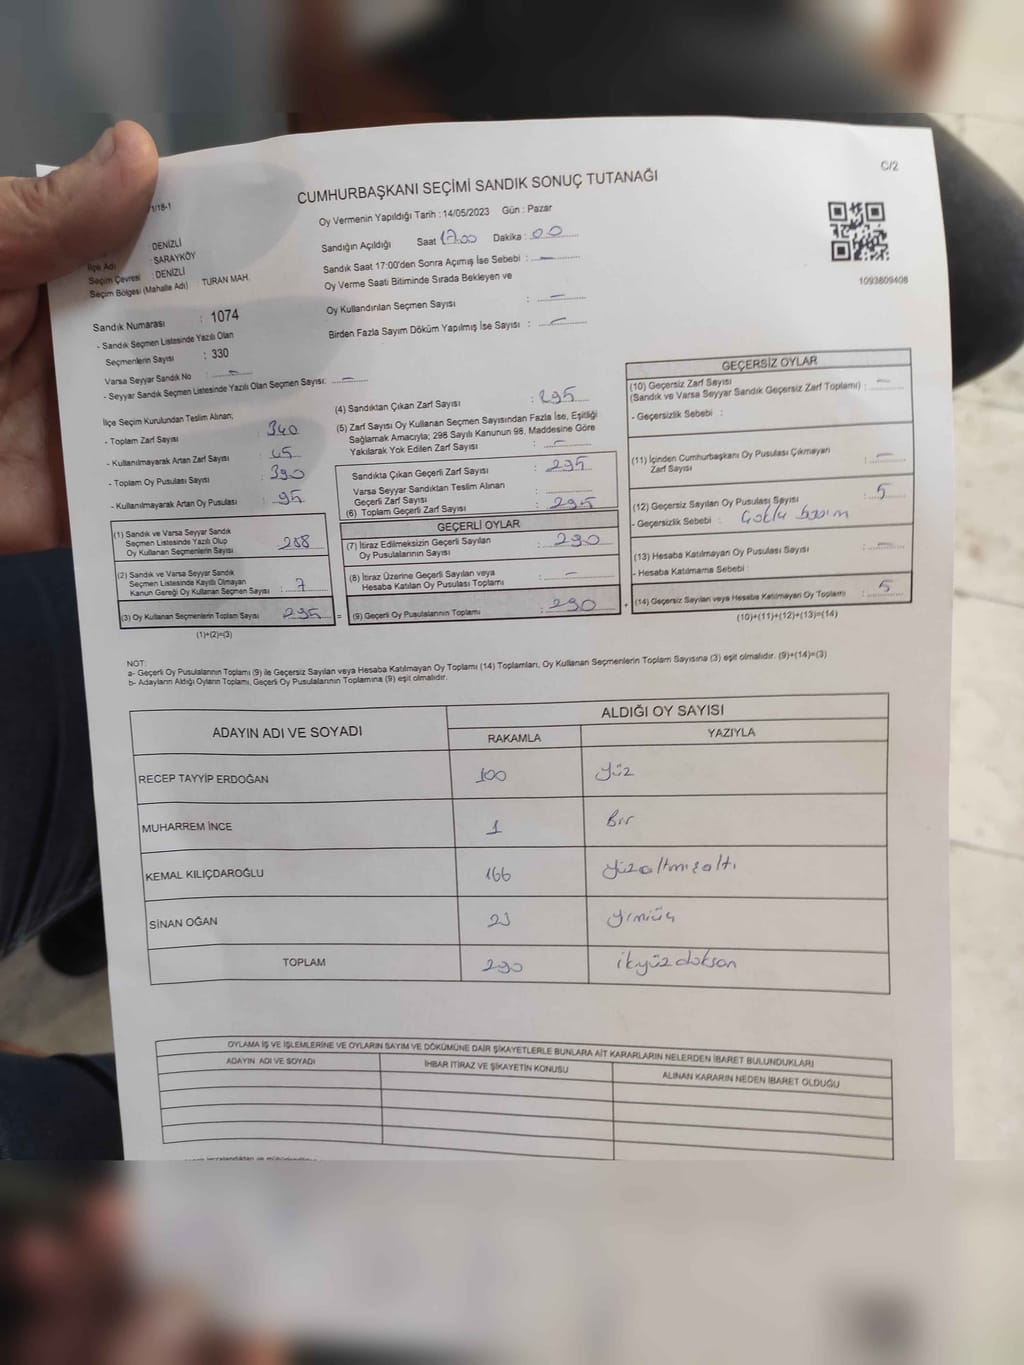 C/2
/18-1
CUMHURBAŞKANI SEÇİMİ SANDIK SONUÇ TUTANAĞI
Oy Vermenin Yapıldığı Tarih : 14/05/2023 Gün : Pazar
: DENİZLİ
İlçe Adı : SARAYKÖY
Seçim Çevresi : DENİZLİ
Seçim Bölgesi (Mahalle Adı) : TURAN MAH.
Sandığın Açıldığı Saat 17.00 Dakika : 00
Sandık Saat 17:00'den Sonra Açımış İse Sebebi : —
Oy Verme Saati Bitiminde Sırada Bekleyen ve
Oy Kullandırılan Seçmen Sayısı : —
Birden Fazla Sayım Döküm Yapılmış İse Sayısı : —
1093809408
Sandık Numarası : 1074
- Sandık Seçmen Listesinde Yazılı Olan
Seçmenlerin Sayısı : 330
Varsa Seyyar Sandık No : —
- Seyyar Sandık Seçmen Listesinde Yazılı Olan Seçmen Sayısı: —
İlçe Seçim Kurulundan Teslim Alınan;
- Toplam Zarf Sayısı : 340
- Kullanılmayarak Artan Zarf Sayısı : 45
- Toplam Oy Pusulası Sayısı : 390
- Kullanılmayarak Artan Oy Pusulası : 95
(1) Sandık ve Varsa Seyyar Sandık
Seçmen Listesinde Yazılı Olup
Oy Kullanan Seçmenlerin Sayısı : 288
(2) Sandık ve Varsa Seyyar Sandık
Seçmen Listesinde Kayıtlı Olmayan
Kanun Gereği Oy Kullanan Seçmen Sayısı : 7
(3) Oy Kullanan Seçmenlerin Toplam Sayısı : 295 =
(1)+(2)=(3)
(4) Sandıktan Çıkan Zarf Sayısı : 295
(5) Zarf Sayısı Oy Kullanan Seçmen Sayısından Fazla İse, Eşitliği
Sağlamak Amacıyla; 298 Sayılı Kanunun 98. Maddesine Göre
Yakılarak Yok Edilen Zarf Sayısı : —
Sandıkta Çıkan Geçerli Zarf Sayısı : 295
Varsa Seyyar Sandıktan Teslim Alınan
Geçerli Zarf Sayısı :
(6) Toplam Geçerli Zarf Sayısı : 295
GEÇERLİ OYLAR
(7) İtiraz Edilmeksizin Geçerli Sayılan
Oy Pusulalarının Sayısı : 290
(8) İtiraz Üzerine Geçerli Sayılan veya
Hesaba Katılan Oy Pusulası Toplamı : —
(9) Geçerli Oy Pusulalarının Toplamı : 290 +
GEÇERSİZ OYLAR
(10) Geçersiz Zarf Sayısı
(Sandık ve Varsa Seyyar Sandık Geçersiz Zarf Toplamı) : —
- Geçersizlik Sebebi :
(11) İçinden Cumhurbaşkanı Oy Pusulası Çıkmayan
Zarf Sayısı : —
(12) Geçersiz Sayılan Oy Pusulası Sayısı : 5
- Geçersizlik Sebebi : Çoklu basım
(13) Hesaba Katılmayan Oy Pusulası Sayısı : —
- Hesaba Katılmama Sebebi :
(14) Geçersiz Sayılan veya Hesaba Katılmayan Oy Toplamı : 5
(10)+(11)+(12)+(13)=(14)
NOT:
a- Geçerli Oy Pusulalarının Toplamı (9) ile Geçersiz Sayılan veya Hesaba Katılmayan Oy Toplamı (14) Toplamları, Oy Kullanan Seçmenlerin Toplam Sayısına (3) eşit olmalıdır. (9)+(14)=(3)
b- Adayların Aldığı Oyların Toplamı, Geçerli Oy Pusulalarının Toplamına (9) eşit olmalıdır.
ADAYIN ADI VE SOYADI
ALDIĞI OY SAYISI
RAKAMLA YAZIYLA
RECEP TAYYİP ERDOĞAN 100 yüz
MUHARREM İNCE 1 Bir
KEMAL KILIÇDAROĞLU 166 yüzaltmışaltı
SİNAN OĞAN 23 yirmiüç
TOPLAM 290 ikiyüzdoksan
OYLAMA İŞ VE İŞLEMLERİNE VE OYLARIN SAYIM VE DÖKÜMÜNE DAİR ŞİKAYETLERLE BUNLARA AİT KARARLARIN NELERDEN İBARET BULUNDUKLARI
ADAYIN ADI VE SOYADI İHBAR İTİRAZ VE ŞİKAYETİN KONUSU ALINAN KARARIN NEDEN İBARET OLDUĞU